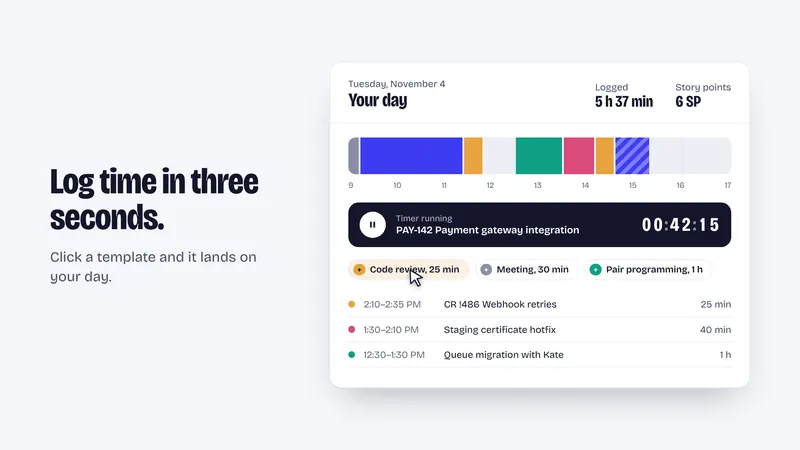 Log time in three
seconds.
Click a template and it lands on
your day.
Tuesday, November 4
Your day
Logged
5 h 37 min
Story points
6 SP
9 10 11 12 13 14 15 16 17
Timer running
PAY-142 Payment gateway integration
00:42:15
Code review, 25 min
Meeting, 30 min
Pair programming, 1 h
2:10–2:35 PM CR !486 Webhook retries 25 min
1:30–2:10 PM Staging certificate hotfix 40 min
12:30–1:30 PM Queue migration with Kate 1 h